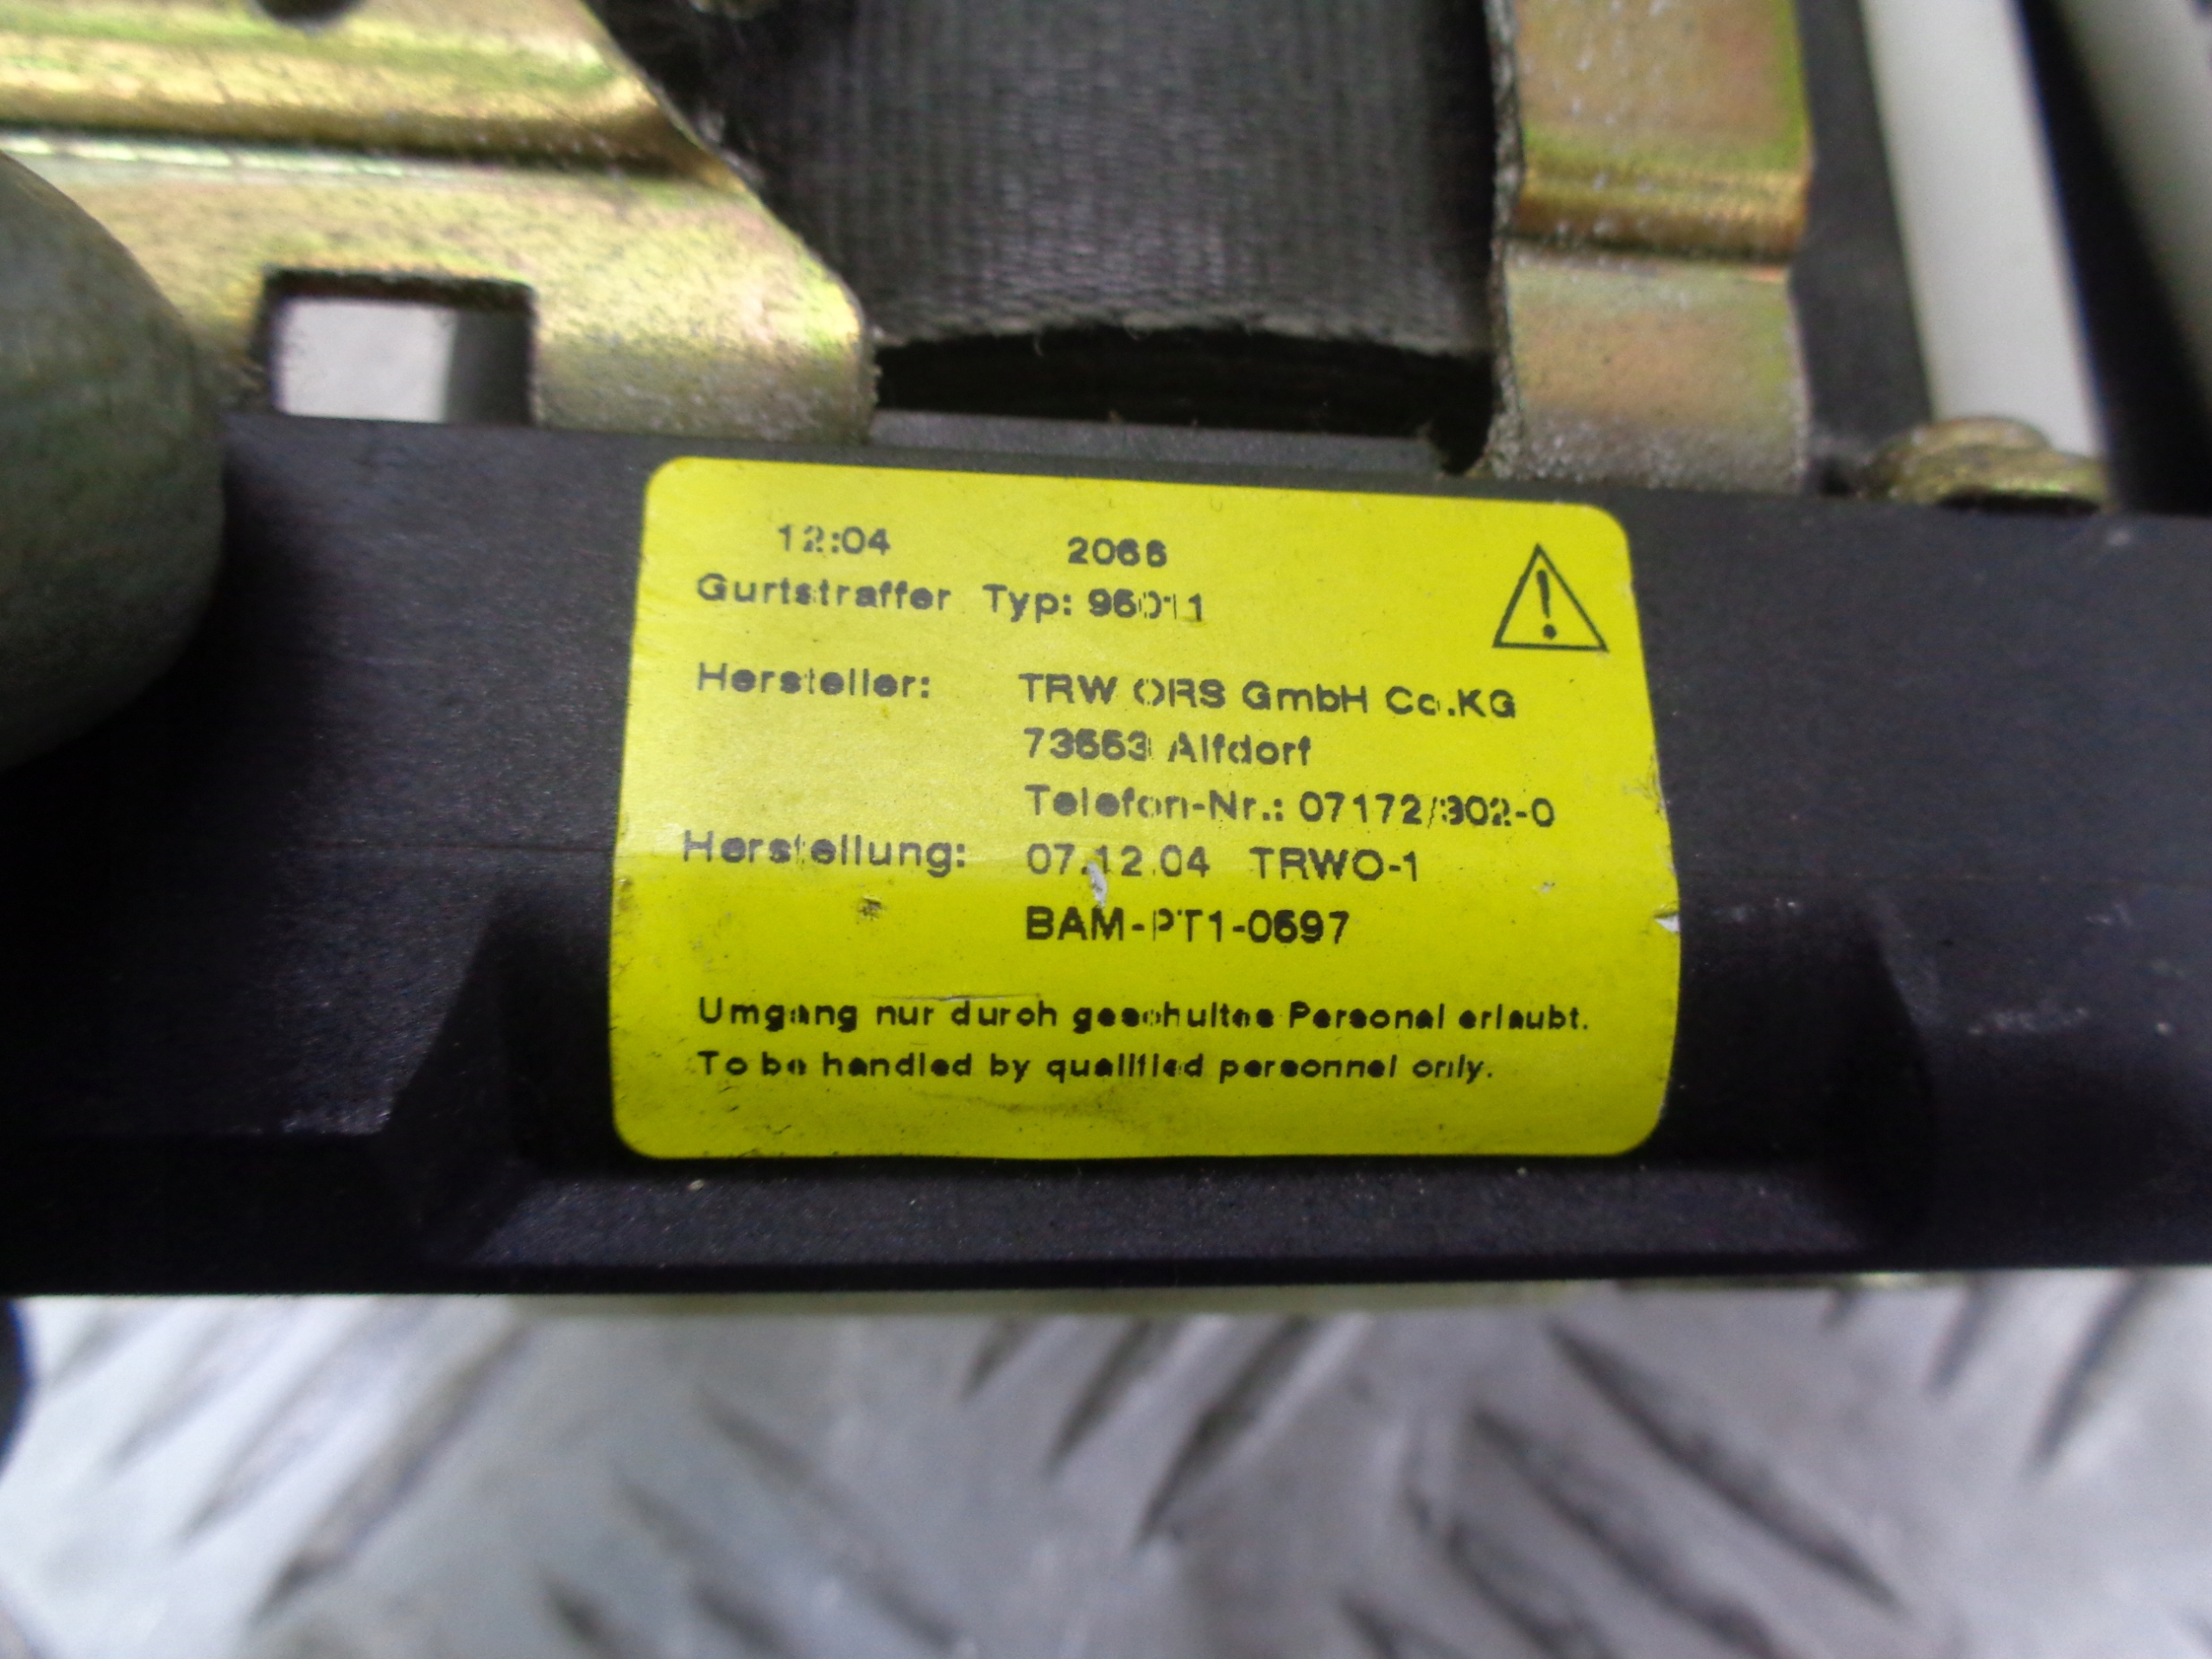 12:04 2066
Gurtstraffer Typ: 95011
Hersteller: TRW ORS GmbH Co.KG
73553 Alfdorf
Telefon-Nr.: 07172/302-0
Herstellung: 07.12.04 TRWO-1
BAM-PT1-0597
Umgang nur durch geschultes Personal erlaubt.
To be handled by qualified personnel only.